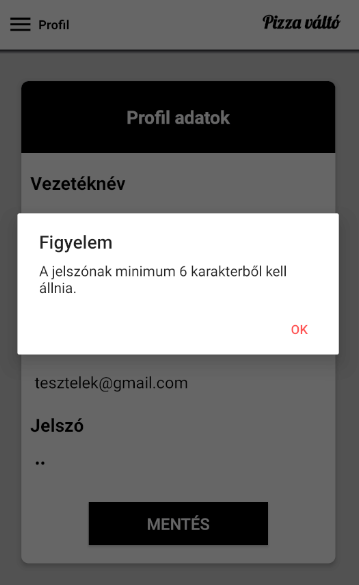 Profil
Pizza váltó
Profil adatok
Vezetéknév
Figyelem
A jelszónak minimum 6 karakterből kell
állnia.
OK
tesztelek@gmail.com
Jelszó
••
MENTÉS